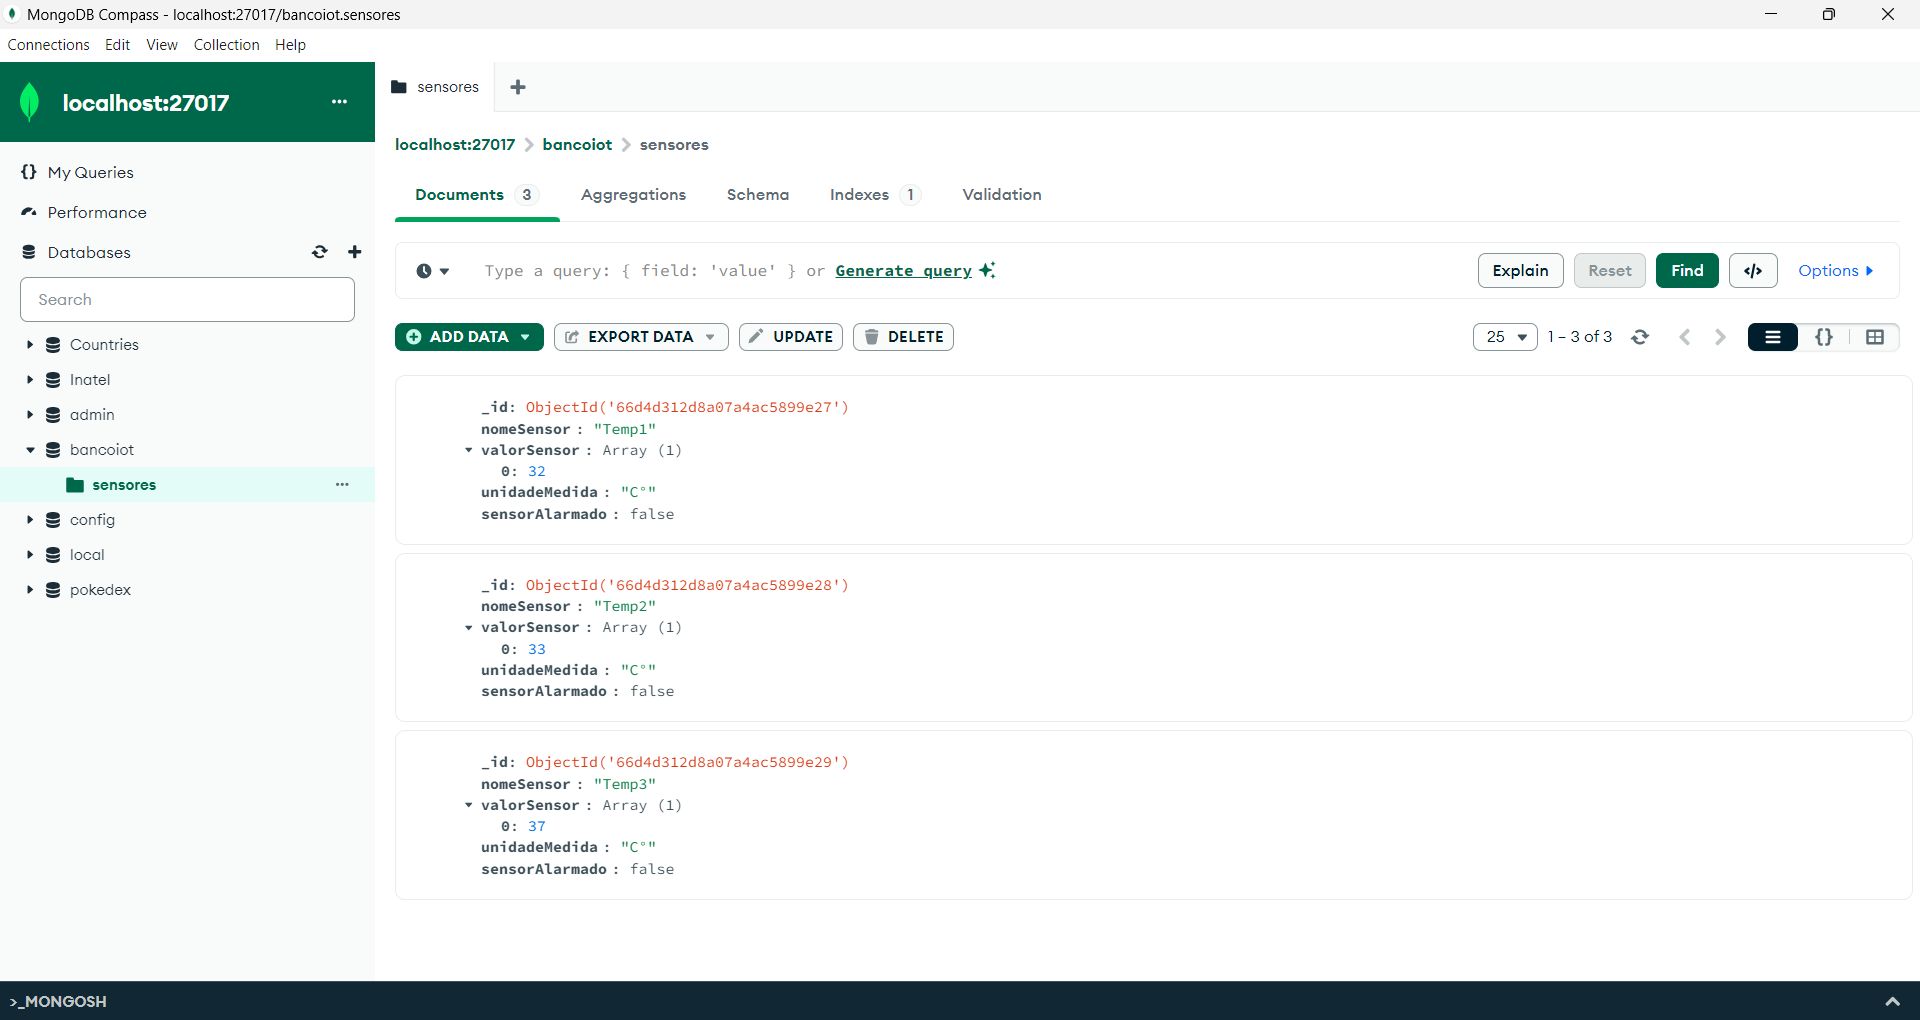 MongoDB Compass - localhost:27017/bancoiot.sensores
Connections Edit View Collection Help
localhost:27017
My Queries
Performance
Databases
Search
Countries
Inatel
admin
bancoiot
sensores
config
local
pokedex
sensores
localhost:27017 > bancoiot > sensores
Documents 3 Aggregations Schema Indexes 1 Validation
Type a query: { field: 'value' } or Generate query
Explain Reset Find </> Options
ADD DATA EXPORT DATA UPDATE DELETE
25 1 – 3 of 3 {}
_id: ObjectId('66d4d312d8a07a4ac5899e27')
nomeSensor : "Temp1"
valorSensor : Array (1)
0: 32
unidadeMedida : "C°"
sensorAlarmado : false
_id: ObjectId('66d4d312d8a07a4ac5899e28')
nomeSensor : "Temp2"
valorSensor : Array (1)
0: 33
unidadeMedida : "C°"
sensorAlarmado : false
_id: ObjectId('66d4d312d8a07a4ac5899e29')
nomeSensor : "Temp3"
valorSensor : Array (1)
0: 37
unidadeMedida : "C°"
sensorAlarmado : false
>_MONGOSH